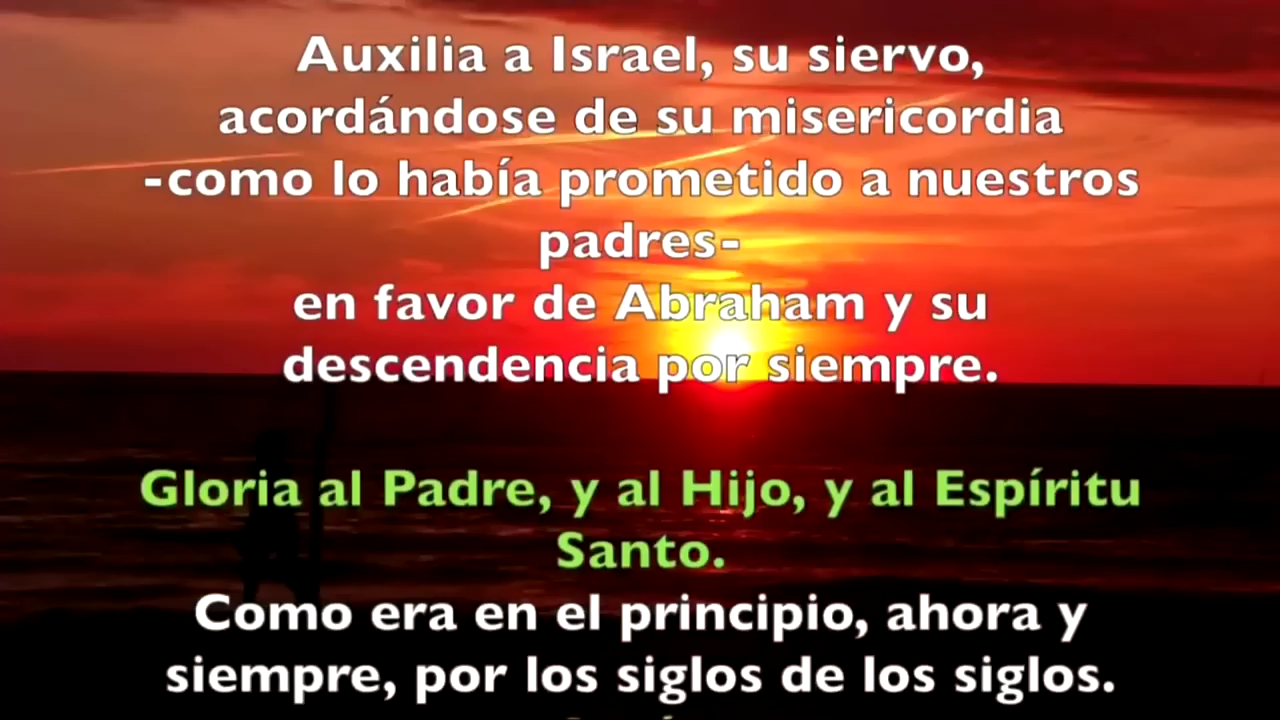 Auxilia a Israel, su siervo,
acordándose de su misericordia
-como lo había prometido a nuestros
padres-
en favor de Abraham y su
descendencia por siempre.
Gloria al Padre, y al Hijo, y al Espíritu
Santo.
Como era en el principio, ahora y
siempre, por los siglos de los siglos.